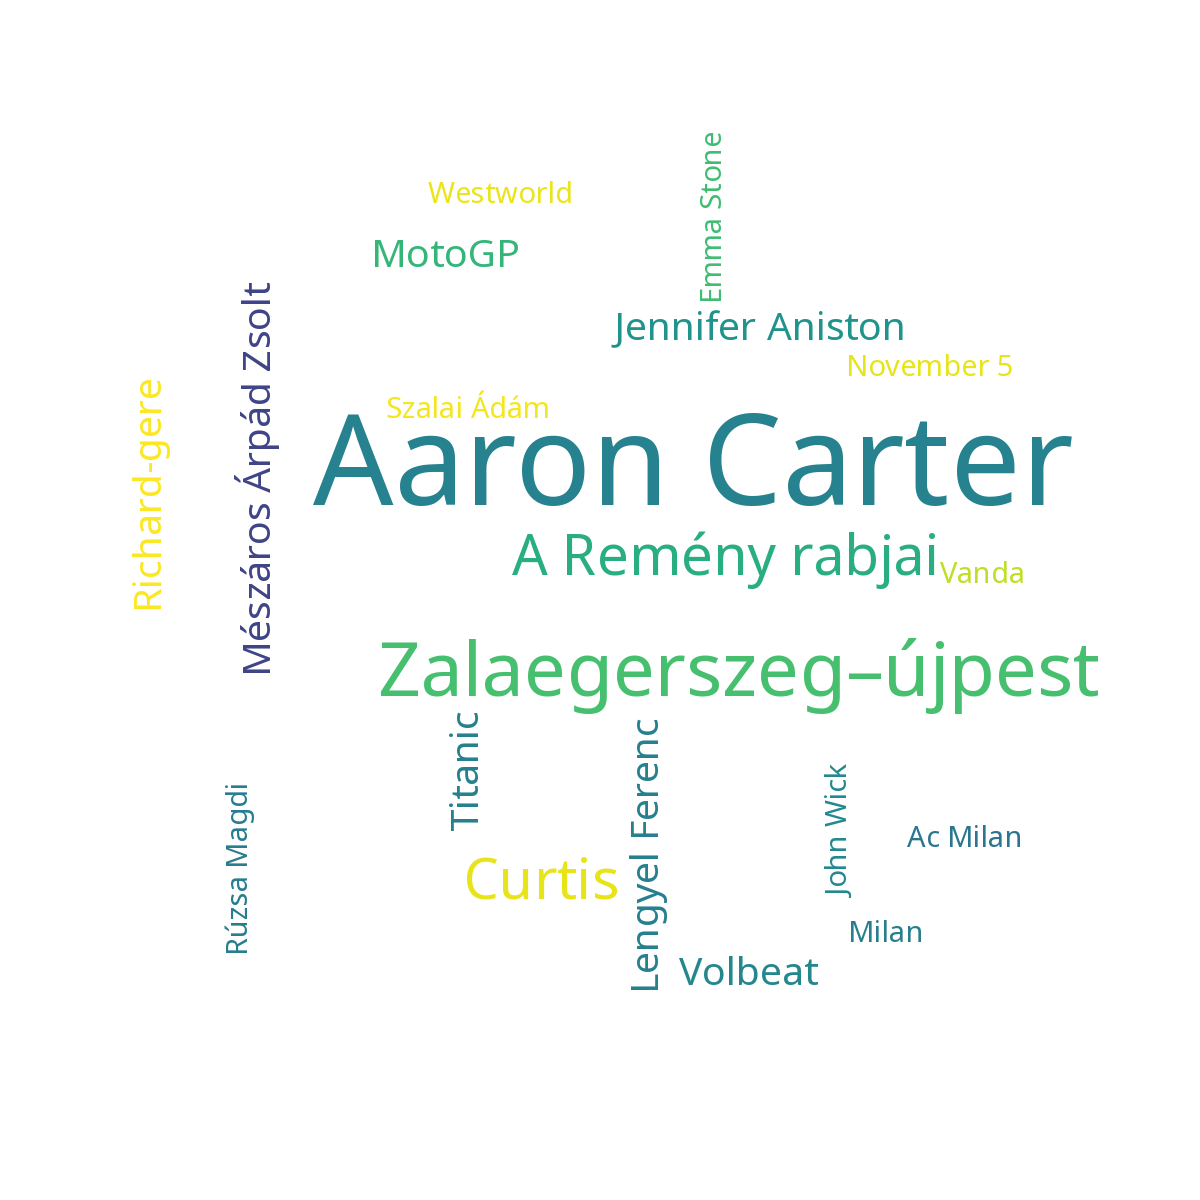 Emma Stone
Westworld
MotoGP
Jennifer Aniston
November 5
Mészáros Árpád Zsolt
Richard-gere
Szalai Ádám
Aaron Carter
A Remény rabjai
Vanda
Zalaegerszeg–újpest
Titanic
Lengyel Ferenc
John Wick
Rúzsa Magdi
Ac Milan
Curtis
Milan
Volbeat